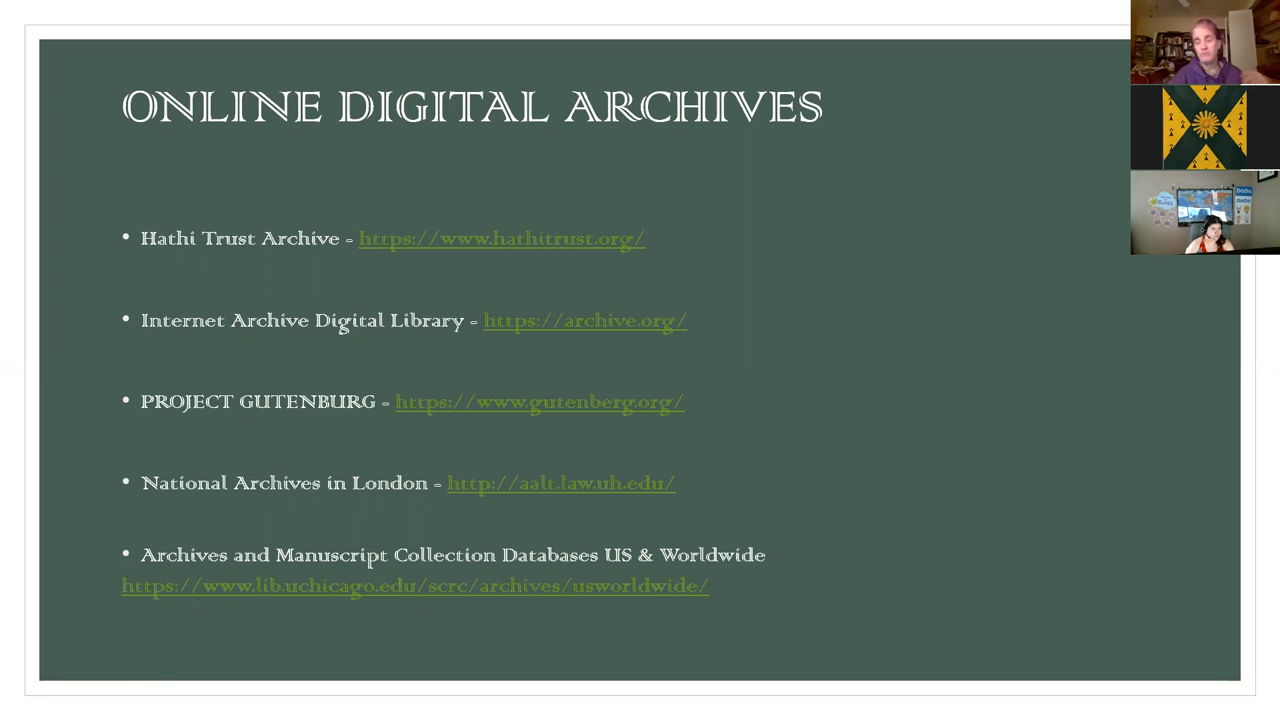 ONLINE DIGITAL ARCHIVES
• Hathi Trust Archive - https://www.hathitrust.org/
• Internet Archive Digital Library - https://archive.org/
• PROJECT GUTENBURG - https://www.gutenberg.org/
• National Archives in London - http://aalt.law.uh.edu/
• Archives and Manuscript Collection Databases US & Worldwide
https://www.lib.uchicago.edu/scrc/archives/usworldwide/